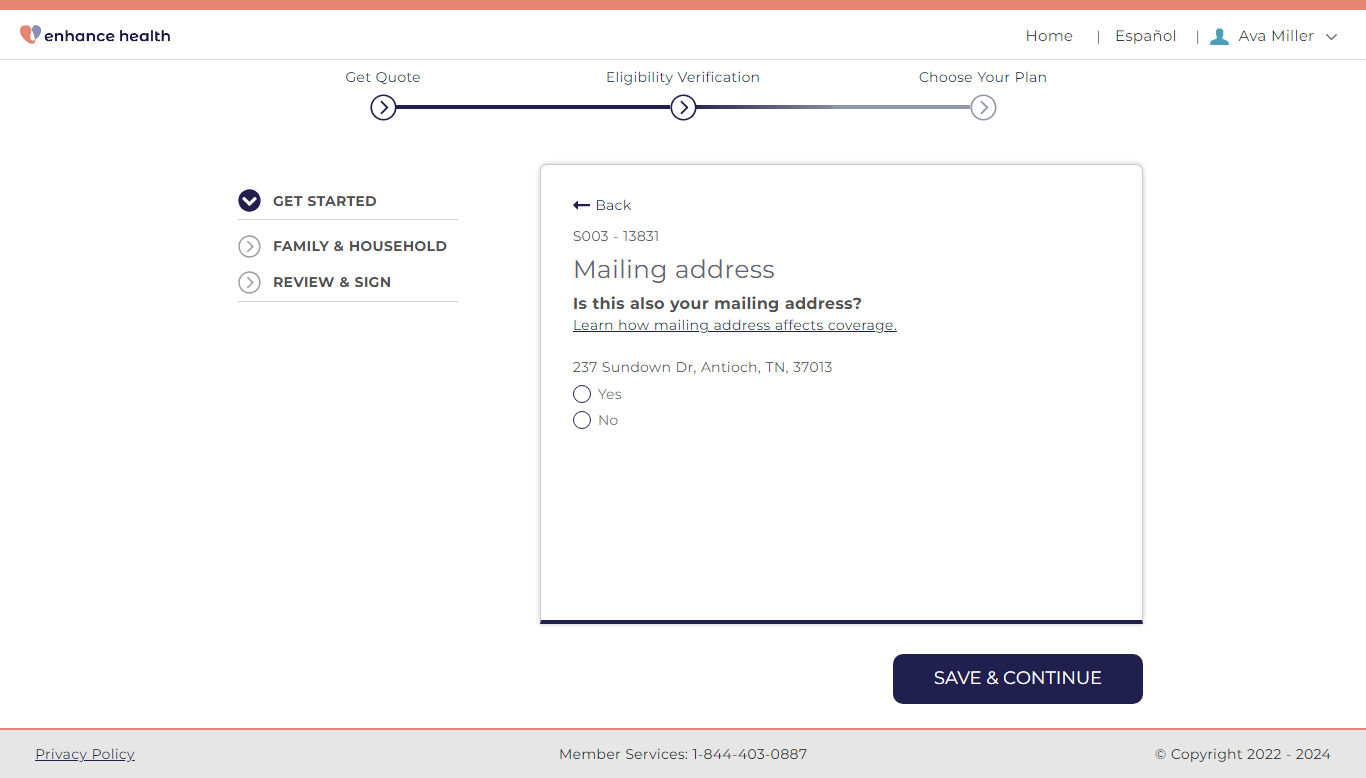 enhance health
Home | Español | Ava Miller
Get Quote Eligibility Verification Choose Your Plan
GET STARTED
FAMILY & HOUSEHOLD
REVIEW & SIGN
Back
S003 - 13831
Mailing address
Is this also your mailing address?
Learn how mailing address affects coverage.
237 Sundown Dr, Antioch, TN, 37013
Yes
No
SAVE & CONTINUE
Privacy Policy Member Services: 1-844-403-0887 © Copyright 2022 - 2024